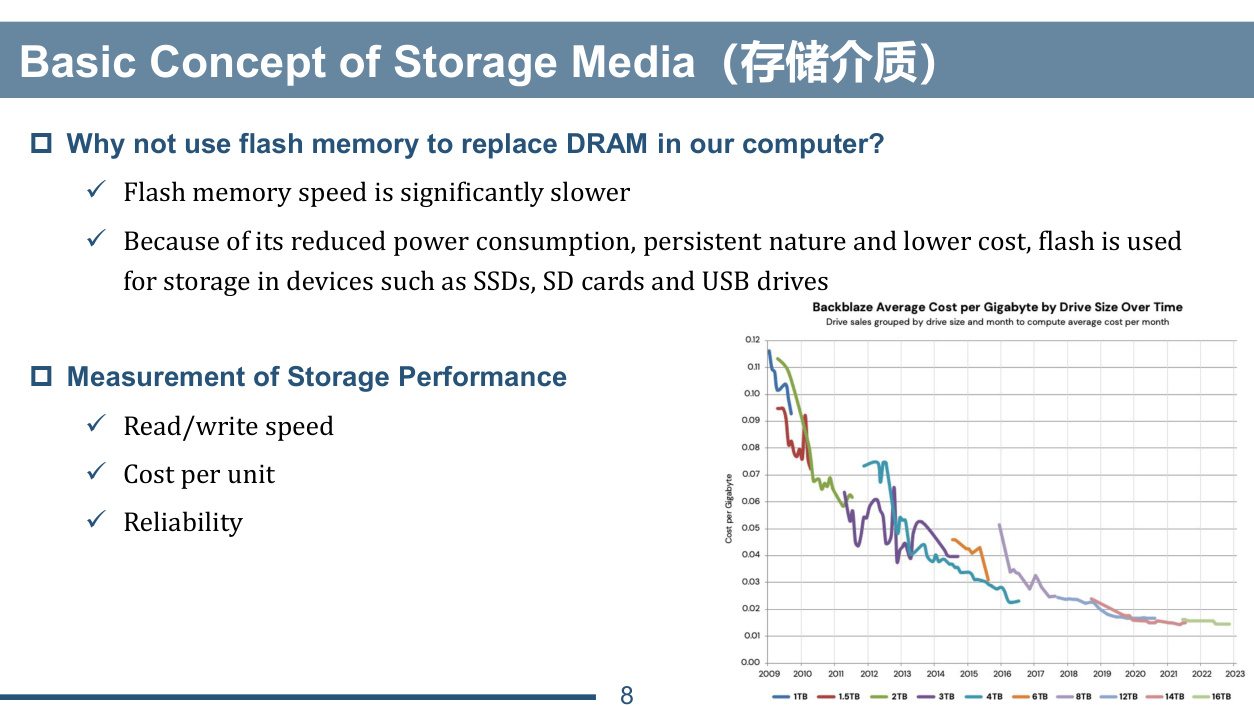 Basic Concept of Storage Media（存储介质）
Why not use flash memory to replace DRAM in our computer?
Flash memory speed is significantly slower
Because of its reduced power consumption, persistent nature and lower cost, flash is used
for storage in devices such as SSDs, SD cards and USB drives
Measurement of Storage Performance
Read/write speed
Cost per unit
Reliability
Backblaze Average Cost per Gigabyte by Drive Size Over Time
Drive sales grouped by drive size and month to compute average cost per month
Cost per Gigabyte
0.12
0.11
0.10
0.09
0.08
0.07
0.06
0.05
0.04
0.03
0.02
0.01
0.00
2009 2010 2011 2012 2013 2014 2015 2016 2017 2018 2019 2020 2021 2022 2023
1TB 1.5TB 2TB 3TB 4TB 6TB 8TB 12TB 14TB 16TB
8